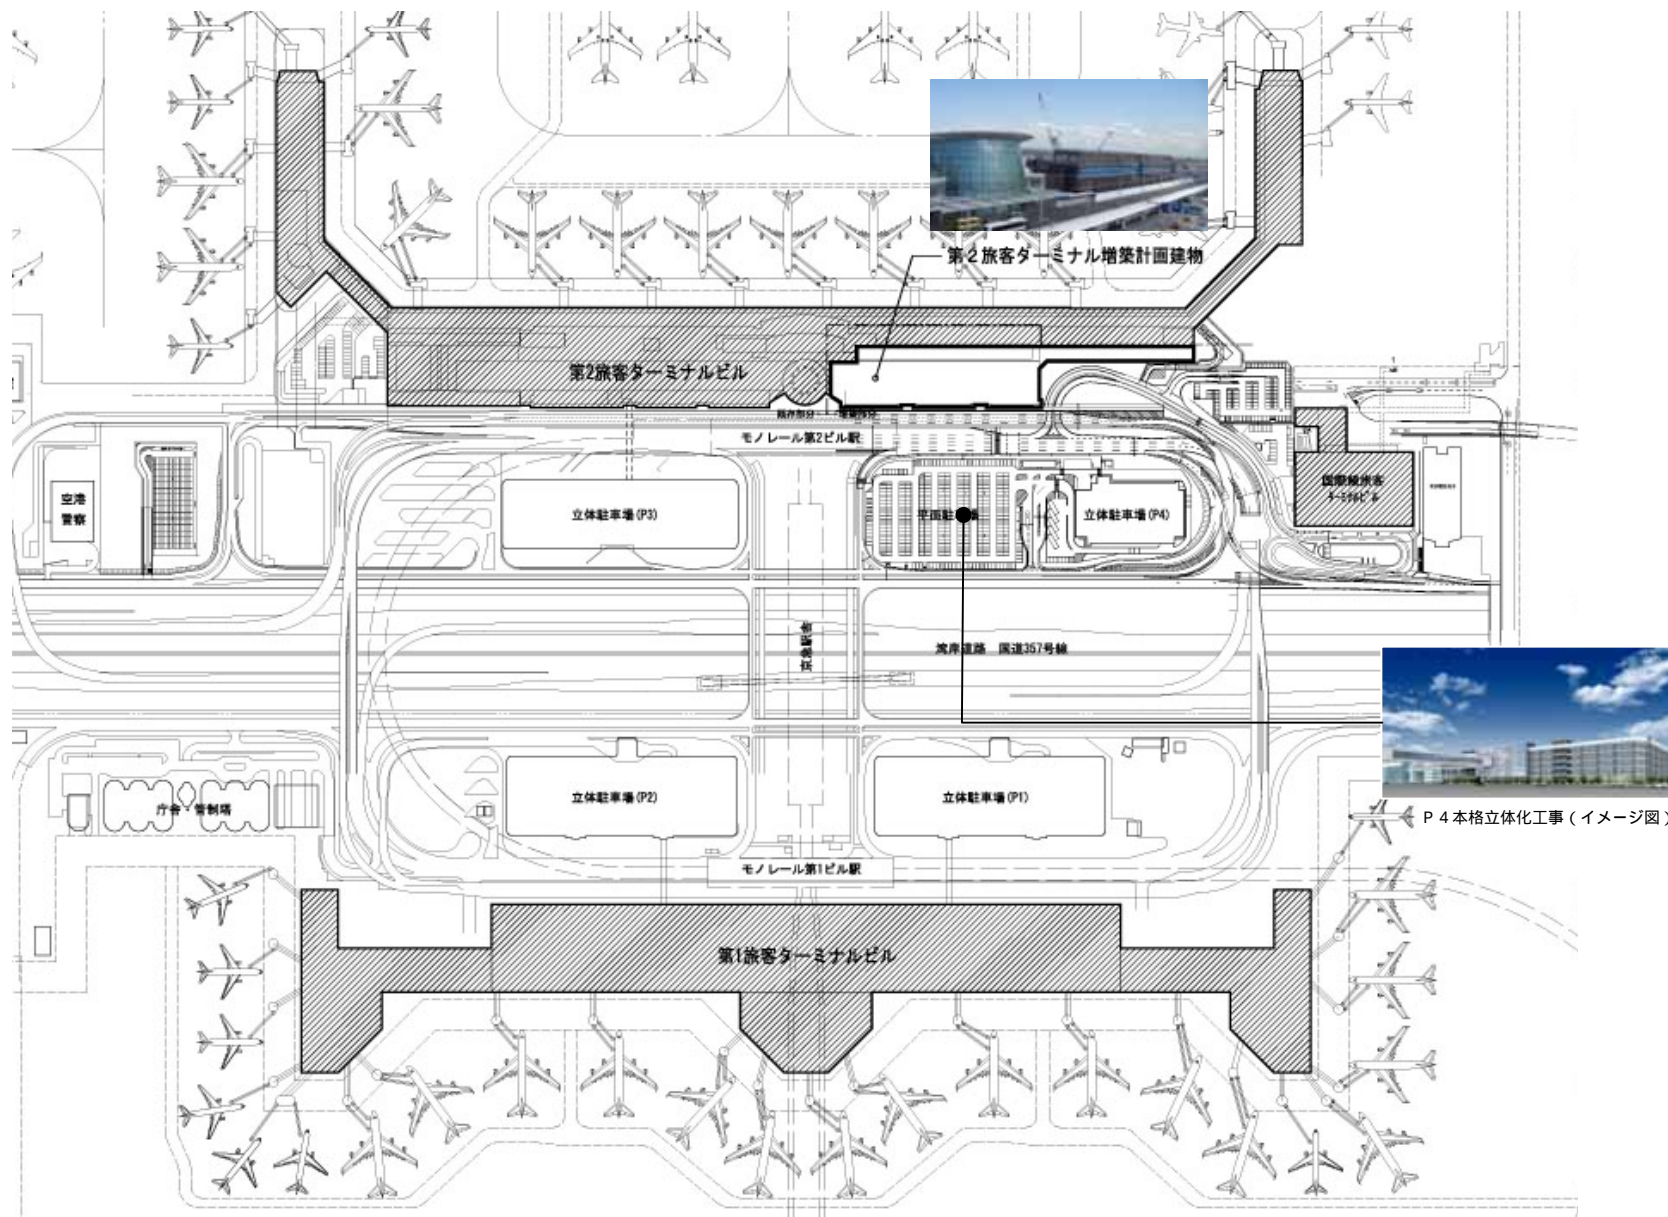 第２旅客ターミナル増築計画建物
第2旅客ターミナルビル
モノレール第2ビル駅
空港
警察
立体駐車場(P3)
立体駐車場(P4)
国際線旅客
ターミナルビル
京急駅舎
湾岸道路　国道357号線
立体駐車場(P2)
立体駐車場(P1)
庁舎・管制塔
Ｐ４本格立体化工事（イメージ図）
モノレール第1ビル駅
第1旅客ターミナルビル